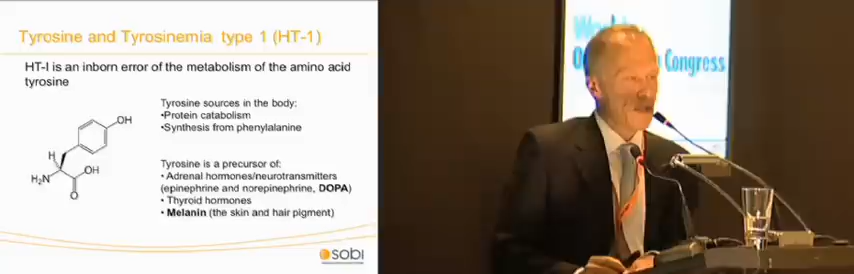 Tyrosine and Tyrosinemia type 1 (HT-1)
HT-I is an inborn error of the metabolism of the amino acid
tyrosine
Tyrosine sources in the body:
•Protein catabolism
•Synthesis from phenylalanine
OH
H
OH
H₂N
O
Tyrosine is a precursor of:
• Adrenal hormones/neurotransmitters
(epinephrine and norepinephrine, DOPA)
• Thyroid hormones
• Melanin (the skin and hair pigment)
sobi
Congress